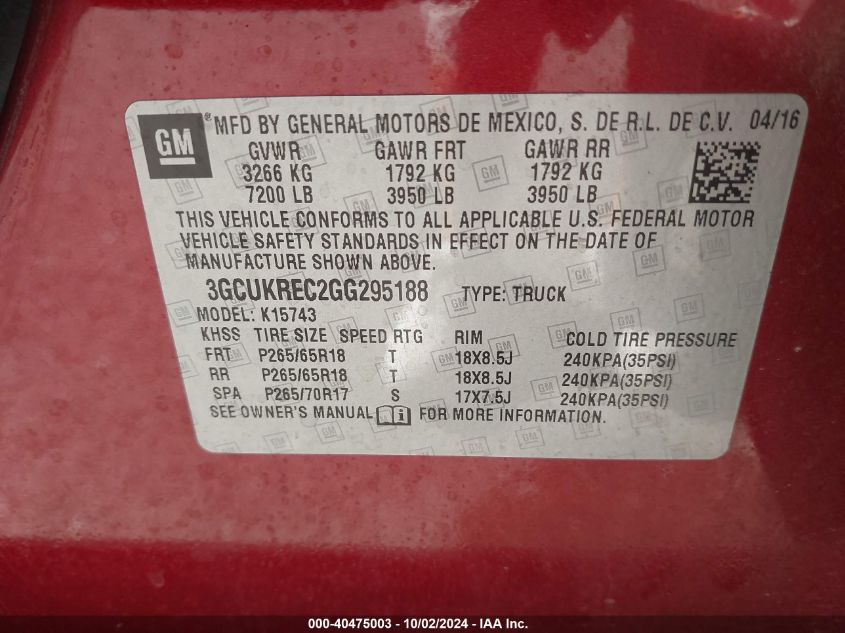 GM ® MFD BY GENERAL MOTORS DE MEXICO, S. DE R.L. DE C.V. 04/16
GVWR GAWR FRT GAWR RR
3266 KG 1792 KG 1792 KG
7200 LB 3950 LB 3950 LB
THIS VEHICLE CONFORMS TO ALL APPLICABLE U.S. FEDERAL MOTOR
VEHICLE SAFETY STANDARDS IN EFFECT ON THE DATE OF
MANUFACTURE SHOWN ABOVE.
3GCUKREC2GG295188 TYPE: TRUCK
MODEL: K15743
KHSS TIRE SIZE SPEED RTG RIM COLD TIRE PRESSURE
FRT P265/65R18 T 18X8.5J 240KPA(35PSI)
RR P265/65R18 T 18X8.5J 240KPA(35PSI)
SPA P265/70R17 S 17X7.5J 240KPA(35PSI)
SEE OWNER'S MANUAL FOR MORE INFORMATION.
000-40475003 - 10/02/2024 - IAA Inc.